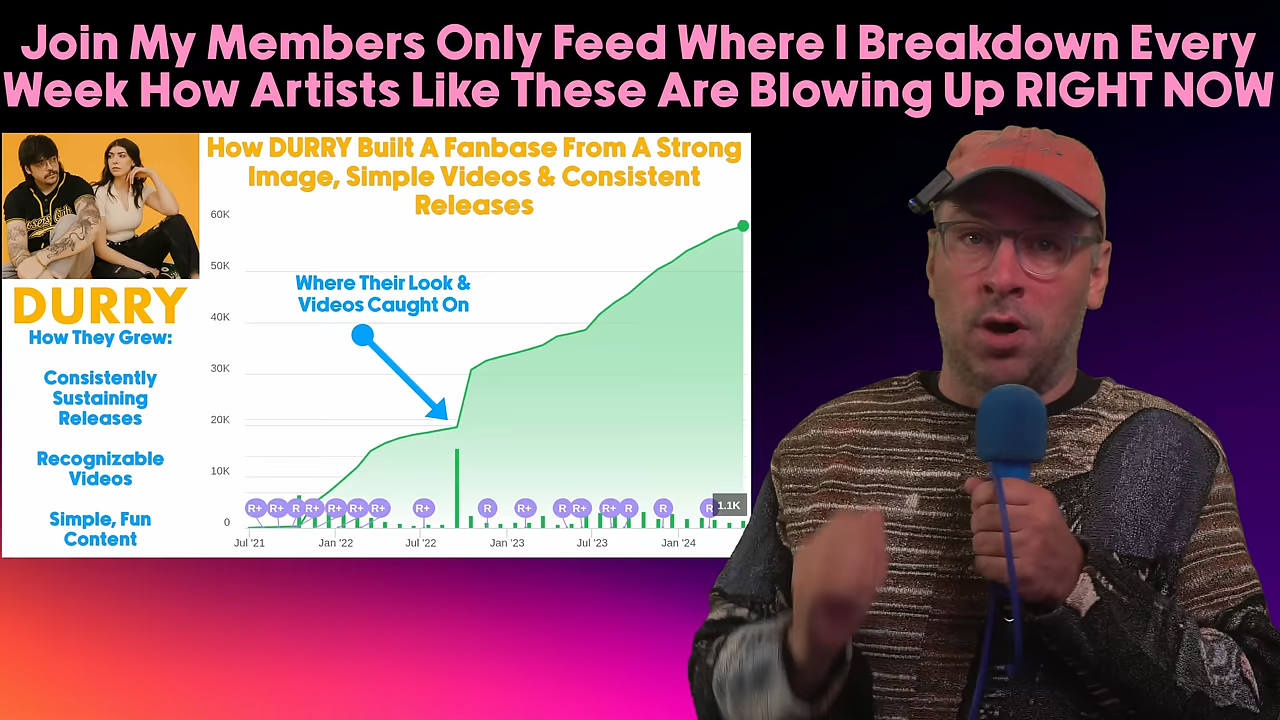 Join My Members Only Feed Where I Breakdown Every
Week How Artists Like These Are Blowing Up RIGHT NOW
How DURRY Built A Fanbase From A Strong
Image, Simple Videos & Consistent
Releases
DURRY
How They Grew:
Consistently
Sustaining
Releases
Recognizable
Videos
Simple, Fun
Content
Where Their Look &
Videos Caught On
60K
50K
40K
30K
20K
10K
0
R+ R+ R R+ R+ R+ R+ R+ R R+ R R+ R+ R R R
1.1K
Jul '21 Jan '22 Jul '22 Jan '23 Jul '23 Jan '24